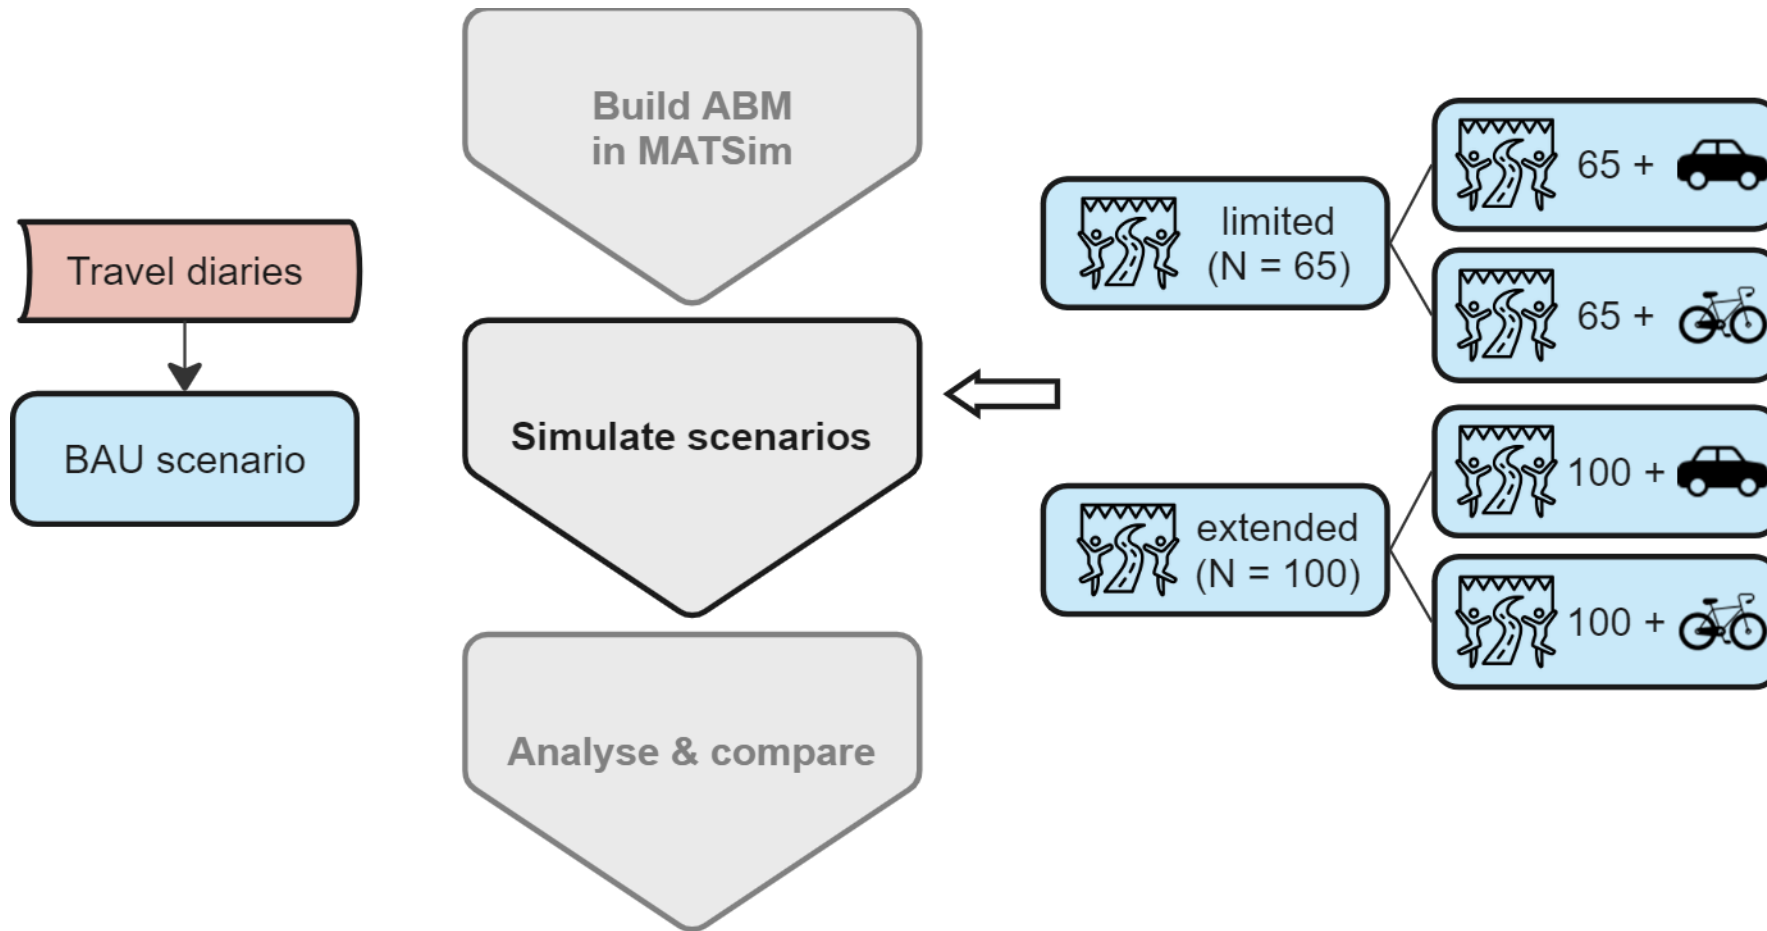 Build ABM
in MATSim
Travel diaries
BAU scenario
Simulate scenarios
Analyse & compare
limited
(N = 65)
65 +
65 +
extended
(N = 100)
100 +
100 +